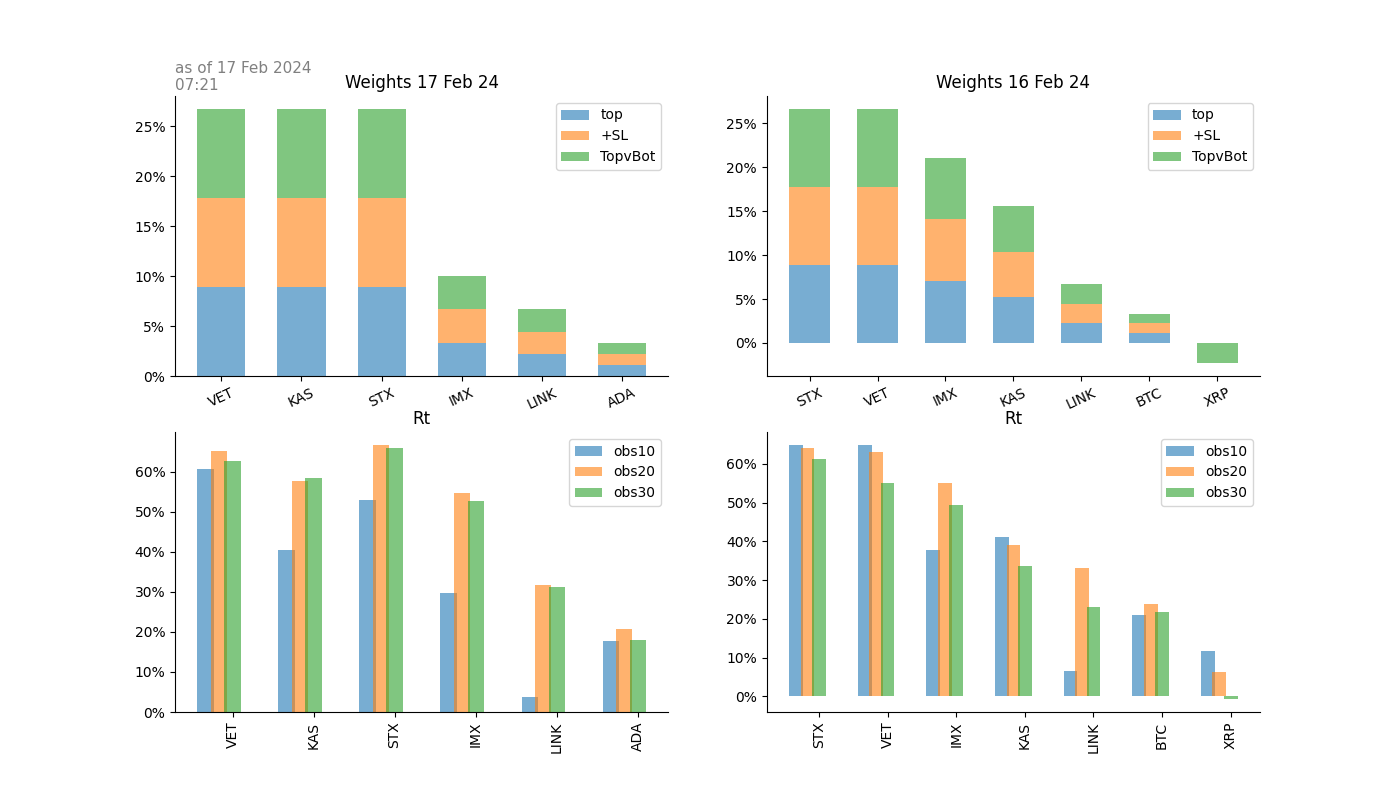 as of 17 Feb 2024
07:21
Weights 17 Feb 24
25%
20%
15%
10%
5%
0%
top
+SL
TopvBot
VET
KAS
STX
IMX
LINK
ADA
Weights 16 Feb 24
25%
20%
15%
10%
5%
0%
top
+SL
TopvBot
STX
VET
IMX
KAS
LINK
BTC
XRP
Rt
60%
50%
40%
30%
20%
10%
0%
obs10
obs20
obs30
VET
KAS
STX
IMX
LINK
ADA
Rt
60%
50%
40%
30%
20%
10%
0%
obs10
obs20
obs30
STX
VET
IMX
KAS
LINK
BTC
XRP